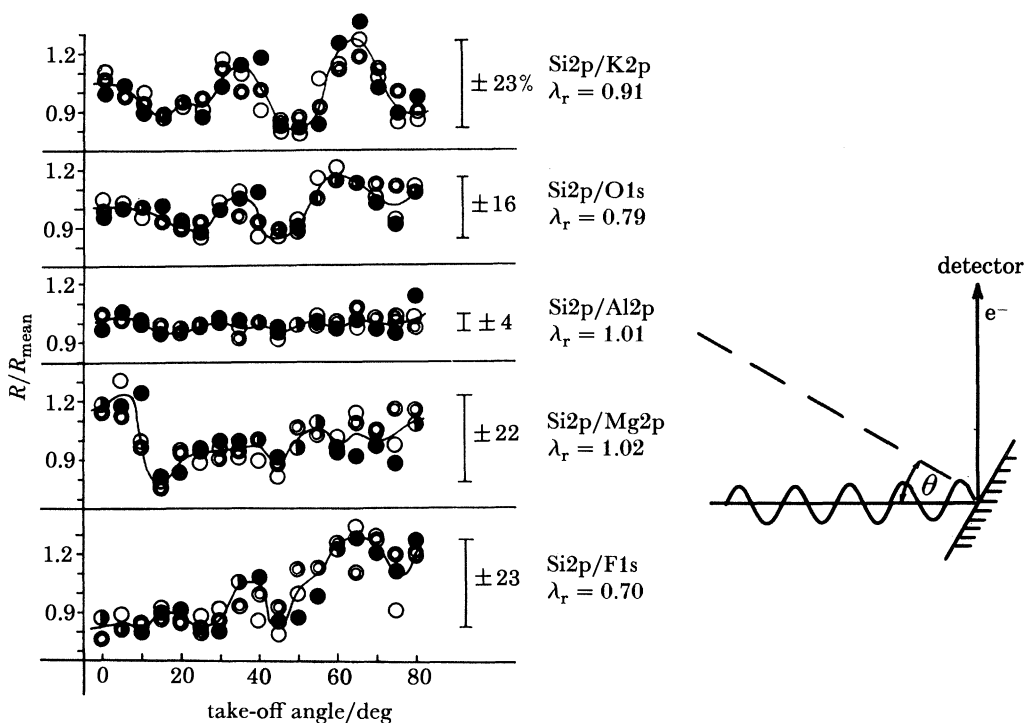 1.2
0.9
± 23%
Si2p/K2p
λr = 0.91
1.2
0.9
± 16
Si2p/O1s
λr = 0.79
1.2
0.9
± 4
Si2p/Al2p
λr = 1.01
1.2
0.9
± 22
Si2p/Mg2p
λr = 1.02
1.2
0.9
± 23
Si2p/F1s
λr = 0.70
R/Rmean
0 20 40 60 80
take-off angle/deg
detector
e−
θ